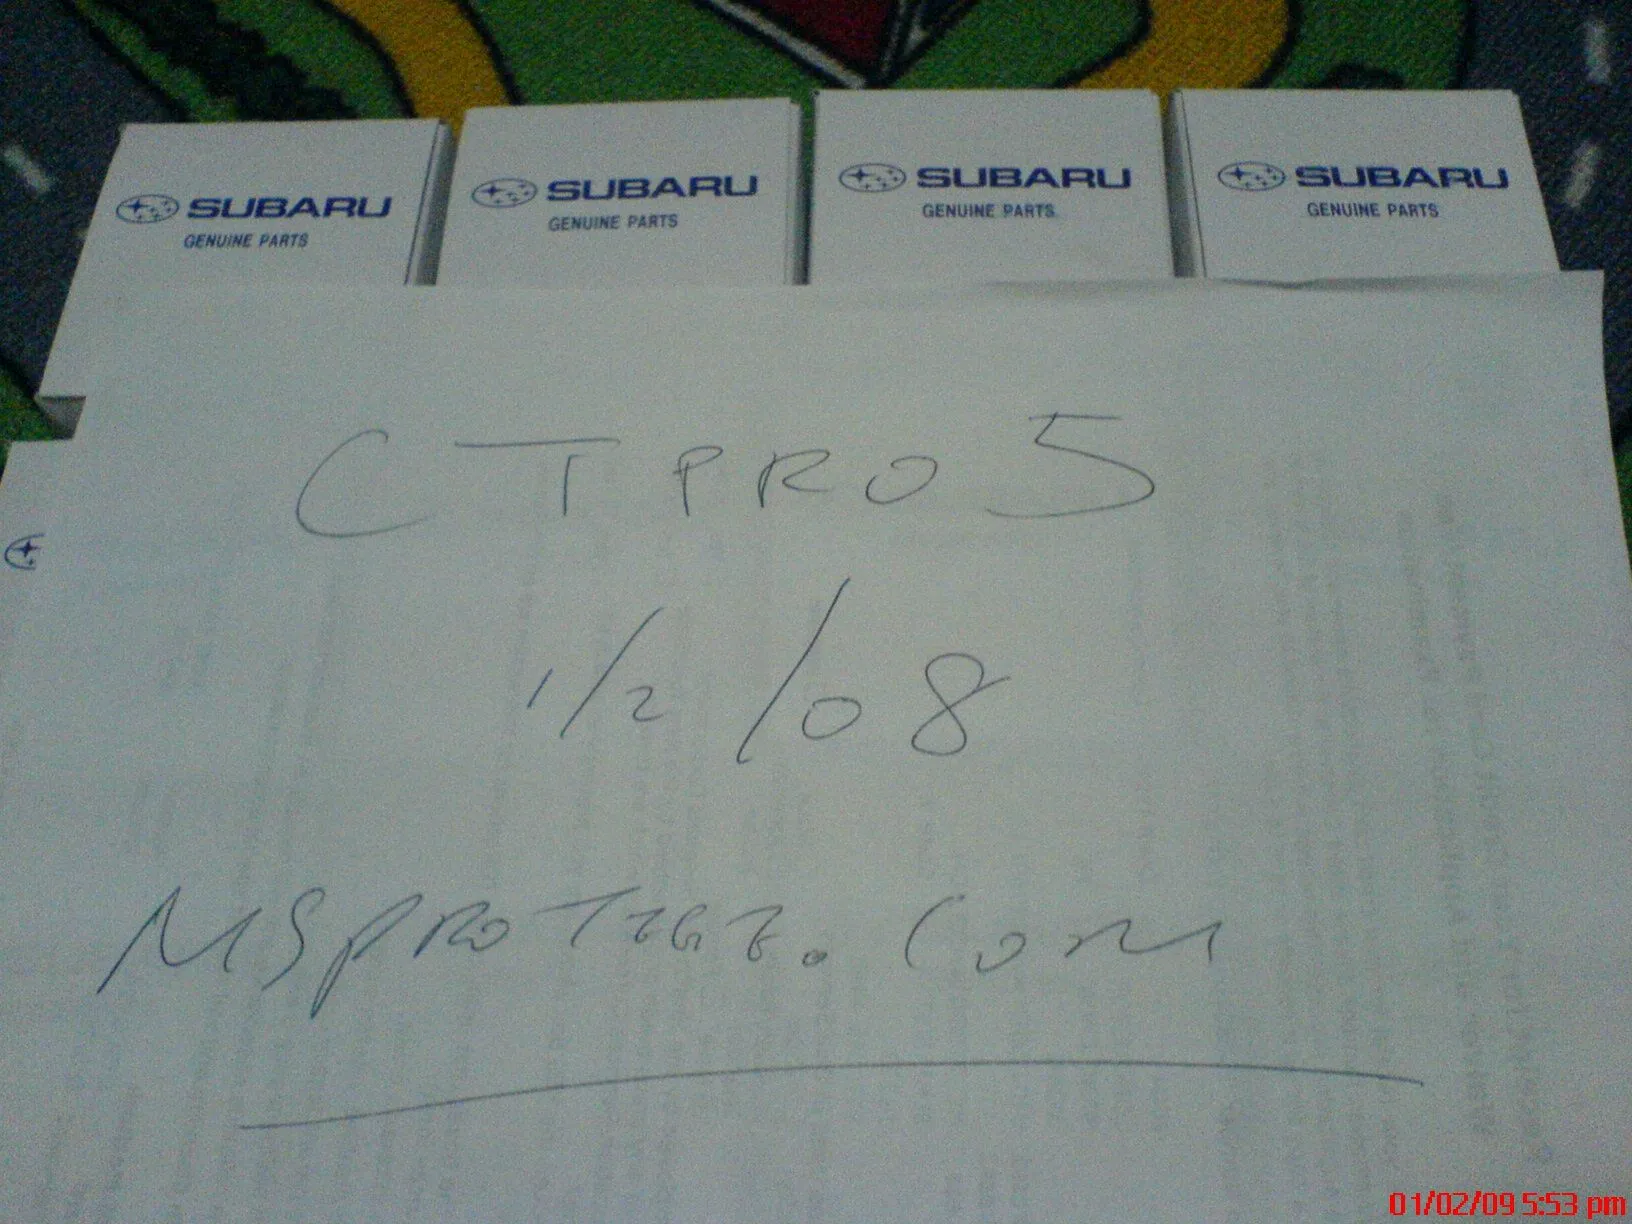 SUBARU
GENUINE PARTS
SUBARU
GENUINE PARTS
SUBARU
GENUINE PARTS
SUBARU
GENUINE PARTS
CTPRO5
1/2/08
MSPROTEGE.COM
01/02/09 5:53 pm